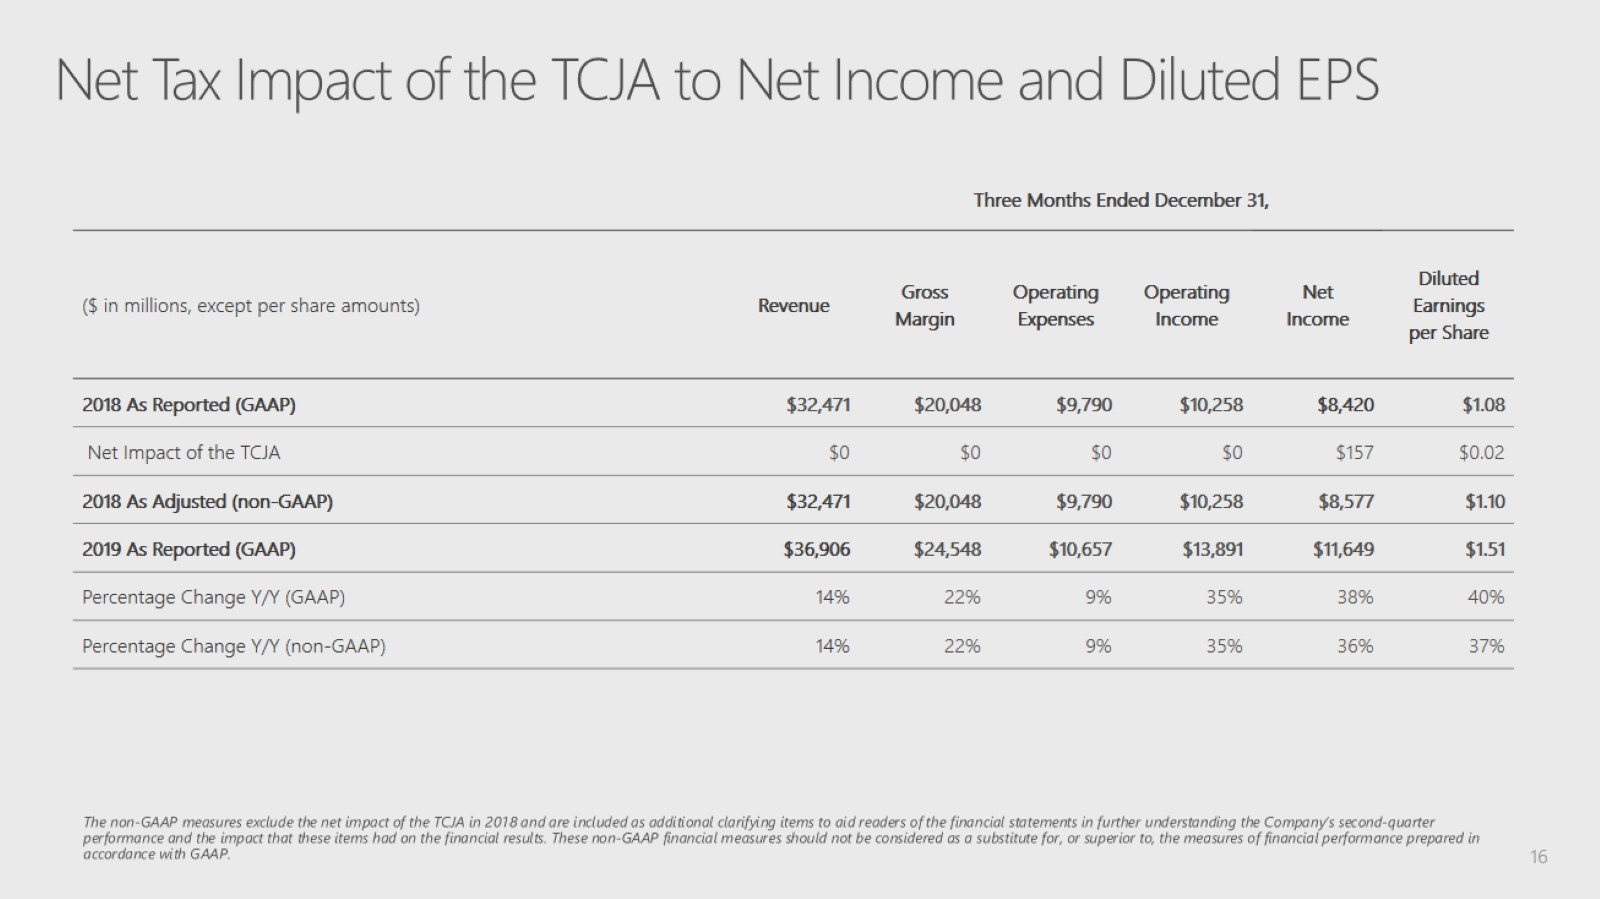 Net Tax Impact of the TCJA to Net Income and Diluted EPS
Three Months Ended December 31,
($ in millions, except per share amounts) Revenue Gross Margin Operating Expenses Operating Income Net Income Diluted Earnings per Share
2018 As Reported (GAAP) $32,471 $20,048 $9,790 $10,258 $8,420 $1.08
Net Impact of the TCJA $0 $0 $0 $0 $157 $0.02
2018 As Adjusted (non-GAAP) $32,471 $20,048 $9,790 $10,258 $8,577 $1.10
2019 As Reported (GAAP) $36,906 $24,548 $10,657 $13,891 $11,649 $1.51
Percentage Change Y/Y (GAAP) 14% 22% 9% 35% 38% 40%
Percentage Change Y/Y (non-GAAP) 14% 22% 9% 35% 36% 37%
The non-GAAP measures exclude the net impact of the TCJA in 2018 and are included as additional clarifying items to aid readers of the financial statements in further understanding the Company's second-quarter
performance and the impact that these items had on the financial results. These non-GAAP financial measures should not be considered as a substitute for, or superior to, the measures of financial performance prepared in
accordance with GAAP.
16